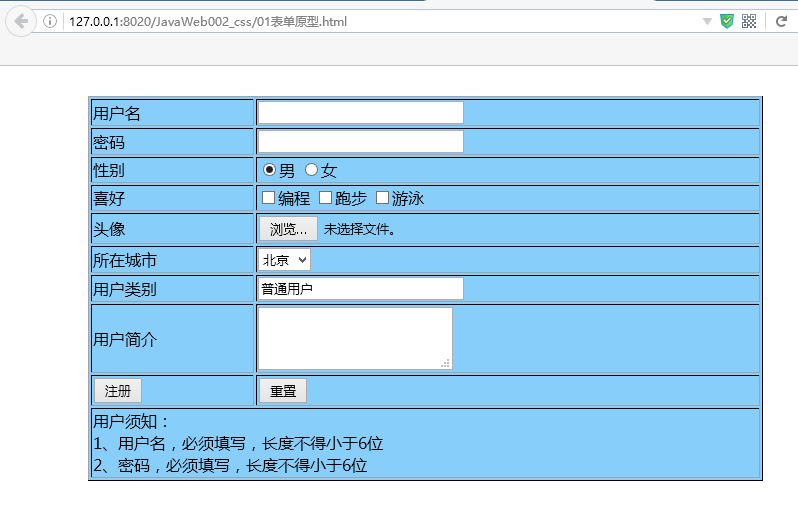 127.0.0.1:8020/JavaWeb002_css/01表单原型.html
用户名
密码
性别 男 女
喜好 编程 跑步 游泳
头像 浏览... 未选择文件。
所在城市 北京
用户类别 普通用户
用户简介
注册 重置
用户须知：
1、用户名，必须填写，长度不得小于6位
2、密码，必须填写，长度不得小于6位